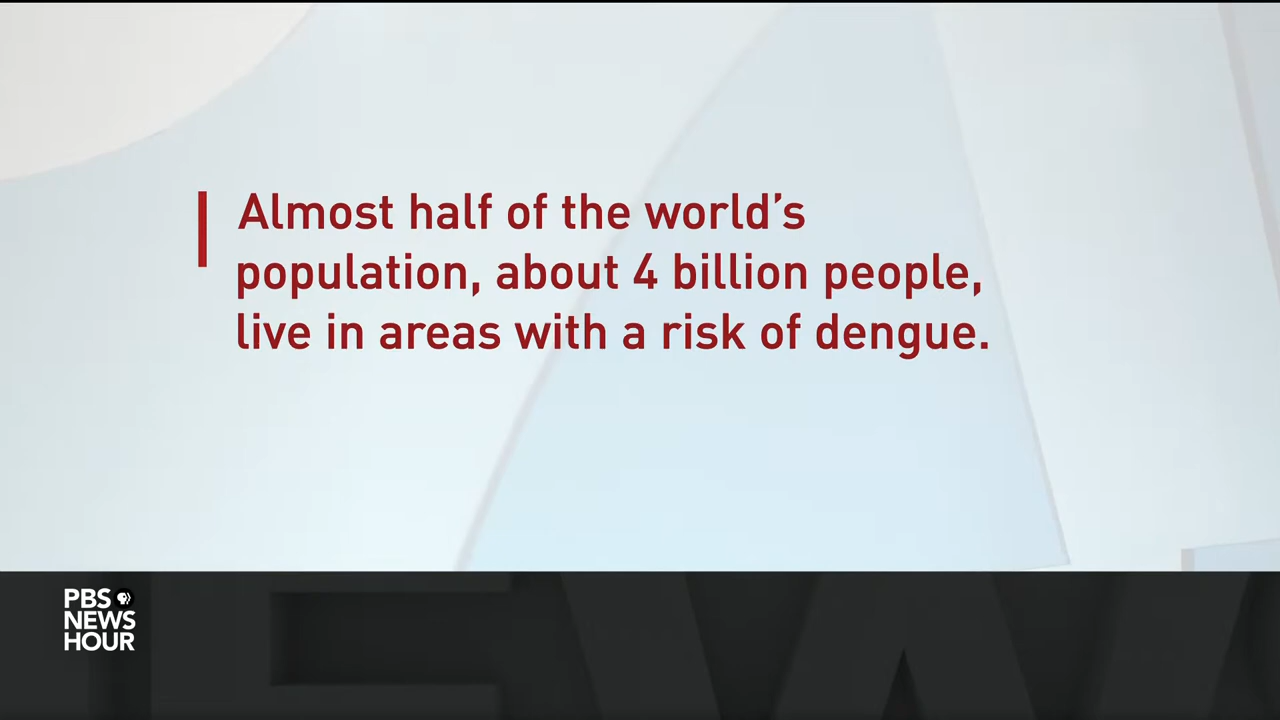 Almost half of the world’s
population, about 4 billion people,
live in areas with a risk of dengue.
PBS
NEWS
HOUR